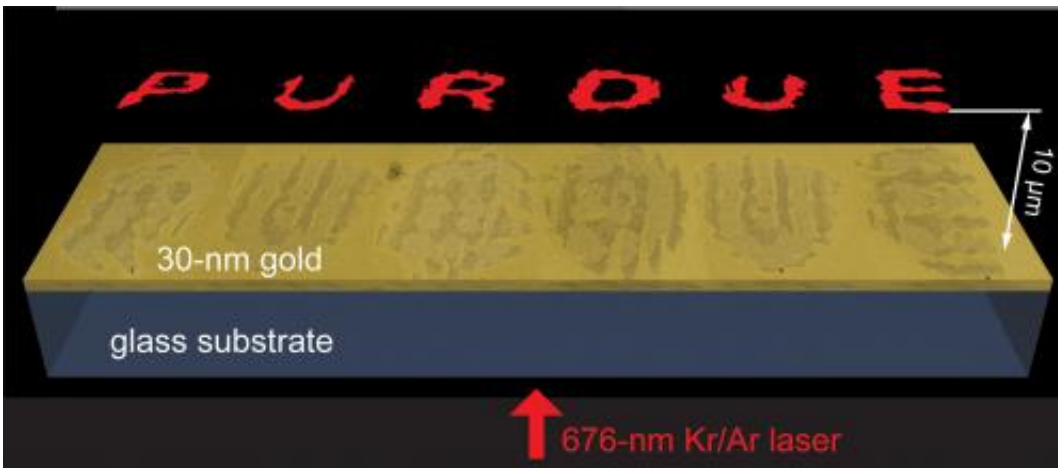 PURDUE
10 µm
30-nm gold
glass substrate
676-nm Kr/Ar laser